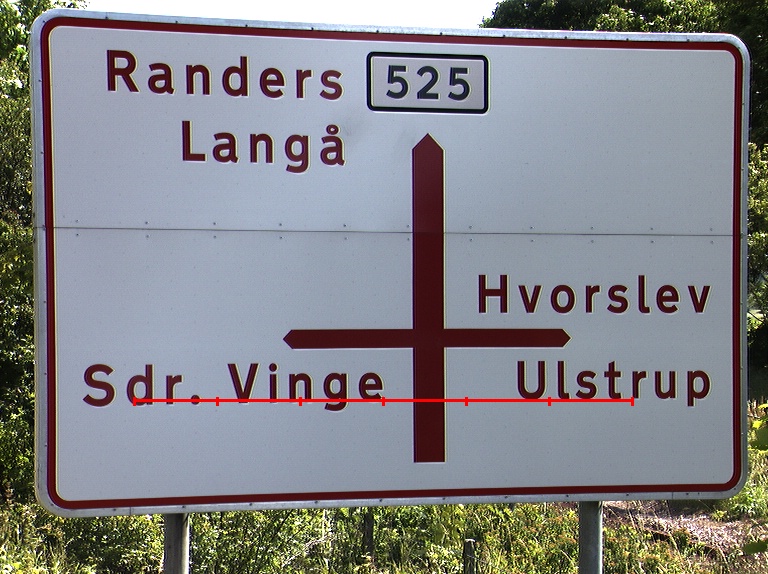 Randers 525
Langå
Hvorslev
Sdr. Vinge Ulstrup